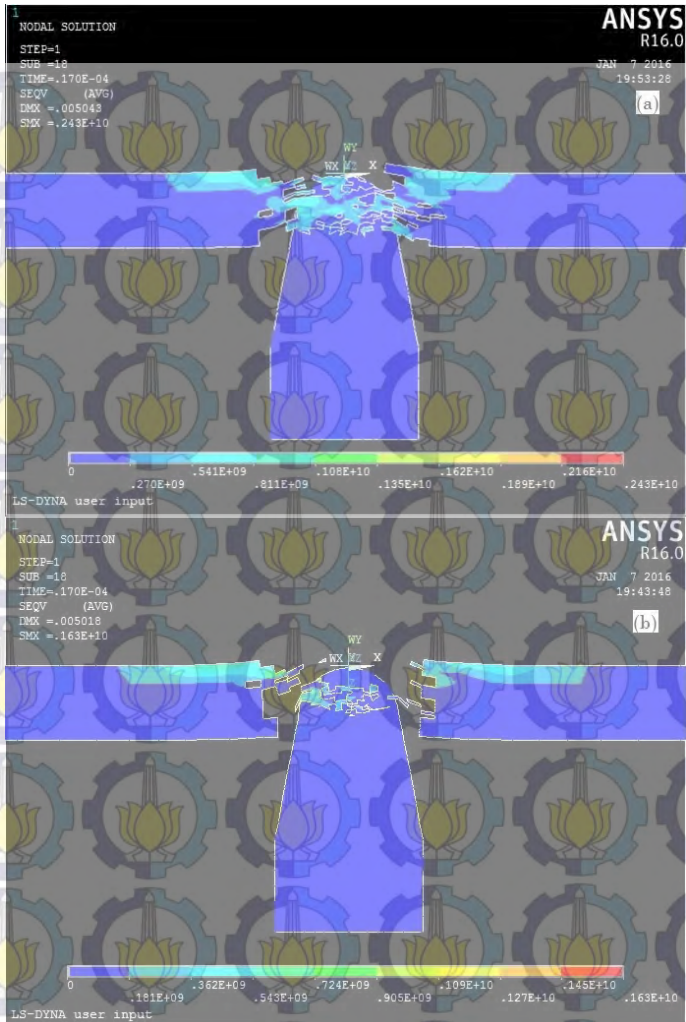 1
NODAL SOLUTION
STEP=1
SUB =18
TIME=.170E-04
SEQV (AVG)
DMX =.005043
SMX =.243E+10
ANSYS
R16.0
JAN 7 2016
19:53:28
(a)
WY
WX WZ X
0 .541E+09 .108E+10 .162E+10 .216E+10
.270E+09 .811E+09 .135E+10 .189E+10 .243E+10
LS-DYNA user input
1
NODAL SOLUTION
STEP=1
SUB =18
TIME=.170E-04
SEQV (AVG)
DMX =.005018
SMX =.163E+10
ANSYS
R16.0
JAN 7 2016
19:43:48
(b)
WY
WX WZ X
0 .362E+09 .724E+09 .109E+10 .145E+10
.181E+09 .543E+09 .905E+09 .127E+10 .163E+10
LS-DYNA user input